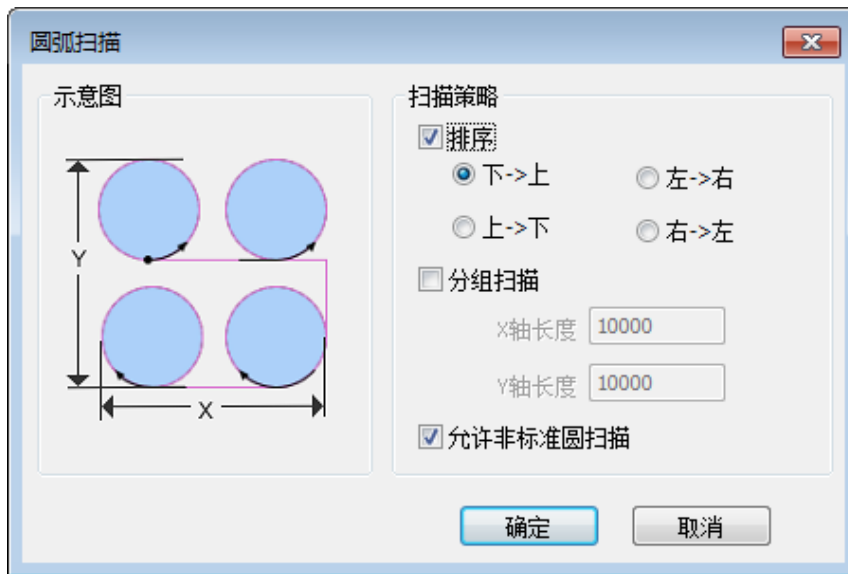 圆弧扫描
示意图
Y
X
扫描策略
排序
下->上
左->右
上->下
右->左
分组扫描
X轴长度 10000
Y轴长度 10000
允许非标准圆扫描
确定
取消